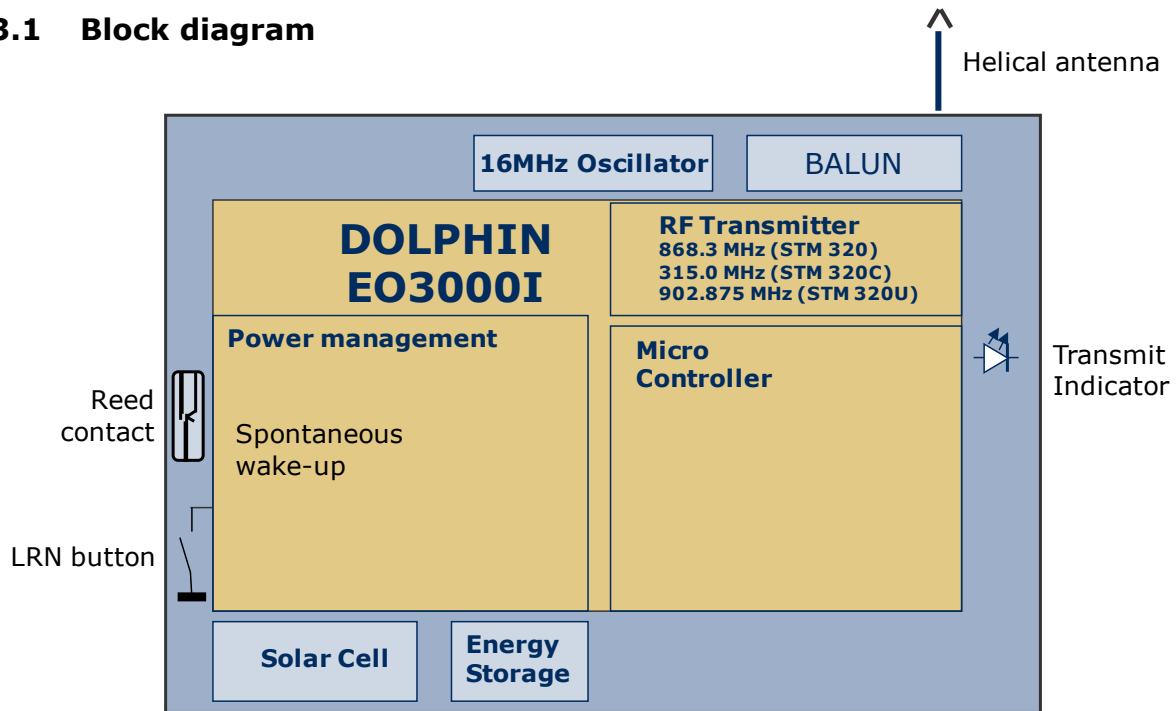 3.1 Block diagram
Helical antenna
16MHz Oscillator
BALUN
DOLPHIN
EO3000I
RF Transmitter
868.3 MHz (STM 320)
315.0 MHz (STM 320C)
902.875 MHz (STM 320U)
Power management
Micro
Controller
Transmit
Indicator
Reed
contact
Spontaneous
wake-up
LRN button
Solar Cell
Energy
Storage